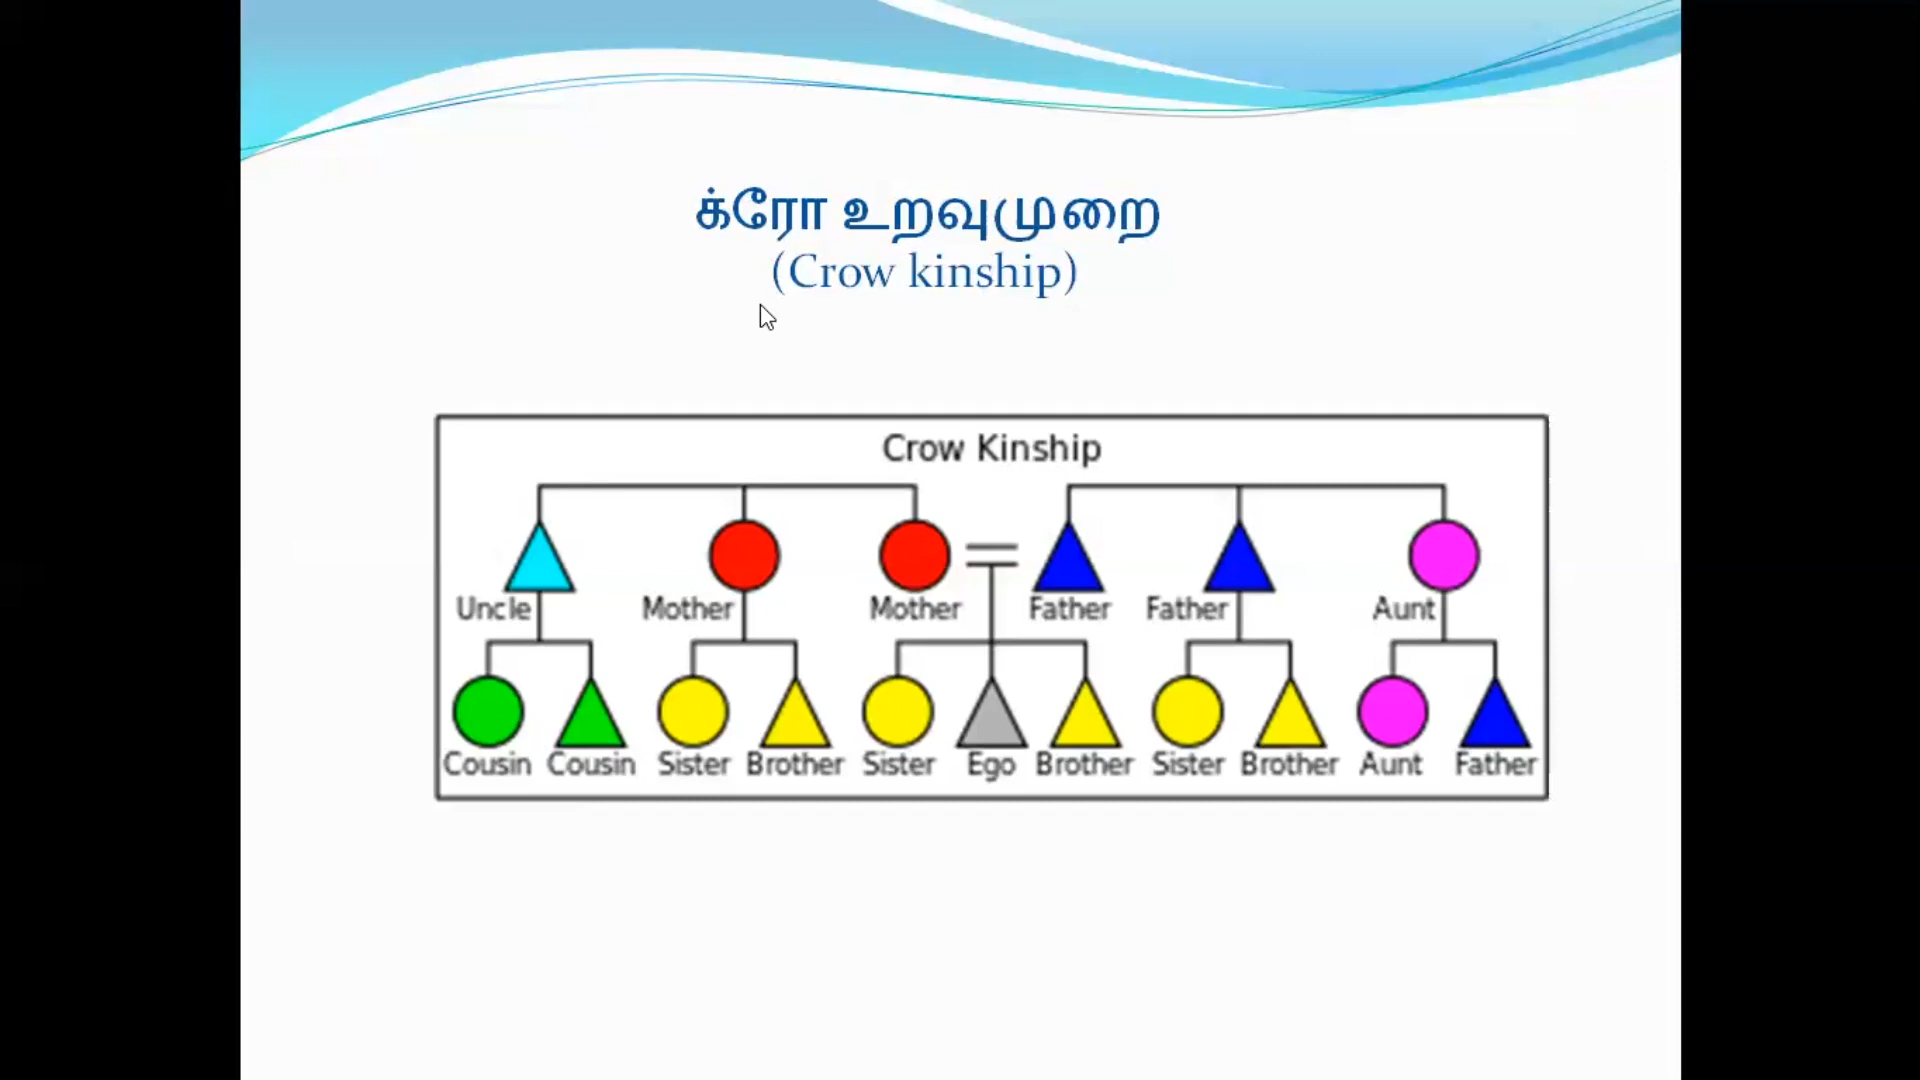 க்ரோ உறவுமுறை
(Crow kinship)
Crow Kinship
Uncle Mother Mother Father Father Aunt
Cousin Cousin Sister Brother Sister Ego Brother Sister Brother Aunt Father